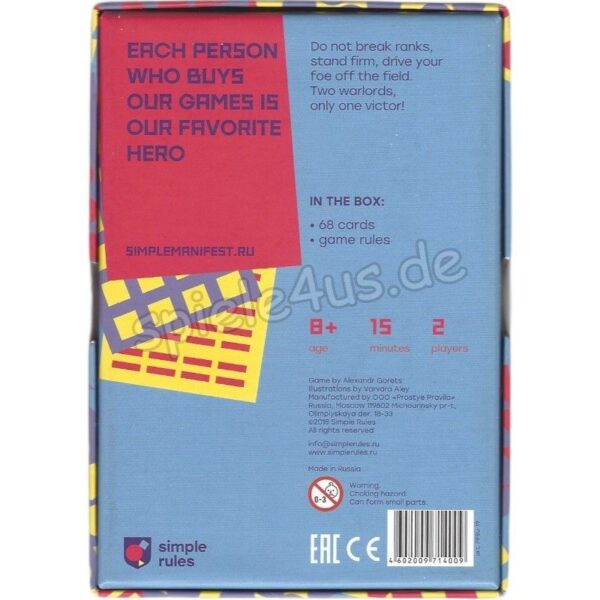 EACH PERSON
WHO BUYS
OUR GAMES IS
OUR FAVORITE
HERO
SIMPLEMANIFEST.RU
Do not break ranks,
stand firm, drive your
foe off the field.
Two warlords,
only one victor!
IN THE BOX:
• 68 cards
• game rules
spiele4us.de
8+ 15 2
age minutes players
Game by Alexandr Gorets
Illustrations by Varvara Aley
Manufactured by OOO «Prostye Pravila»
Russia, Moscow 119602 Michourinsky pr-t,
Olimpiyskaya der. 18-33
©2018 Simple Rules
All rights reserved
info@simplerules.ru
www.simplerules.ru
Made in Russia
0-3
Warning.
Choking hazard.
Can form small parts.
simple
rules
EAC CE
4 602009 714009